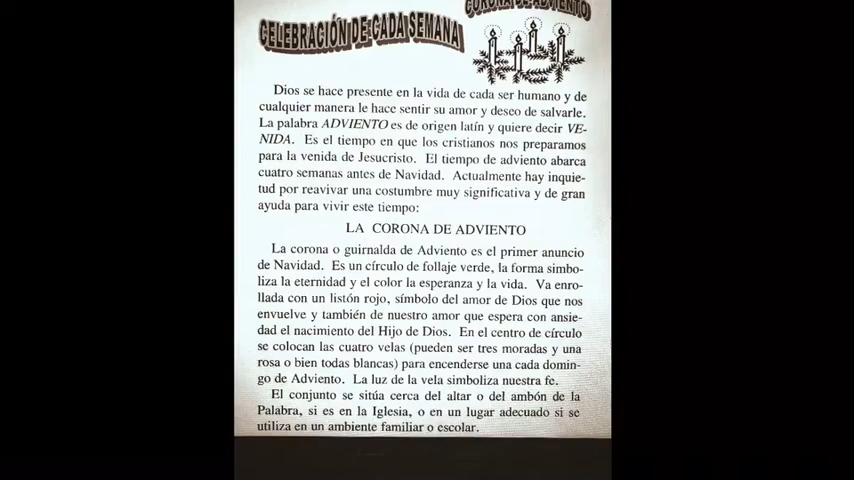 CORONA DE ADVIENTO
CELEBRACIÓN DE CADA SEMANA
Dios se hace presente en la vida de cada ser humano y de
cualquier manera le hace sentir su amor y deseo de salvarle.
La palabra ADVIENTO es de origen latín y quiere decir VE-
NIDA. Es el tiempo en que los cristianos nos preparamos
para la venida de Jesucristo. El tiempo de adviento abarca
cuatro semanas antes de Navidad. Actualmente hay inquie-
tud por reavivar una costumbre muy significativa y de gran
ayuda para vivir este tiempo:
LA CORONA DE ADVIENTO
La corona o guirnalda de Adviento es el primer anuncio
de Navidad. Es un círculo de follaje verde, la forma simbo-
liza la eternidad y el color la esperanza y la vida. Va enro-
llada con un listón rojo, símbolo del amor de Dios que nos
envuelve y también de nuestro amor que espera con ansie-
dad el nacimiento del Hijo de Dios. En el centro de círculo
se colocan las cuatro velas (pueden ser tres moradas y una
rosa o bien todas blancas) para encenderse una cada domin-
go de Adviento. La luz de la vela simboliza nuestra fe.
El conjunto se sitúa cerca del altar o del ambón de la
Palabra, si es en la Iglesia, o en un lugar adecuado si se
utiliza en un ambiente familiar o escolar.